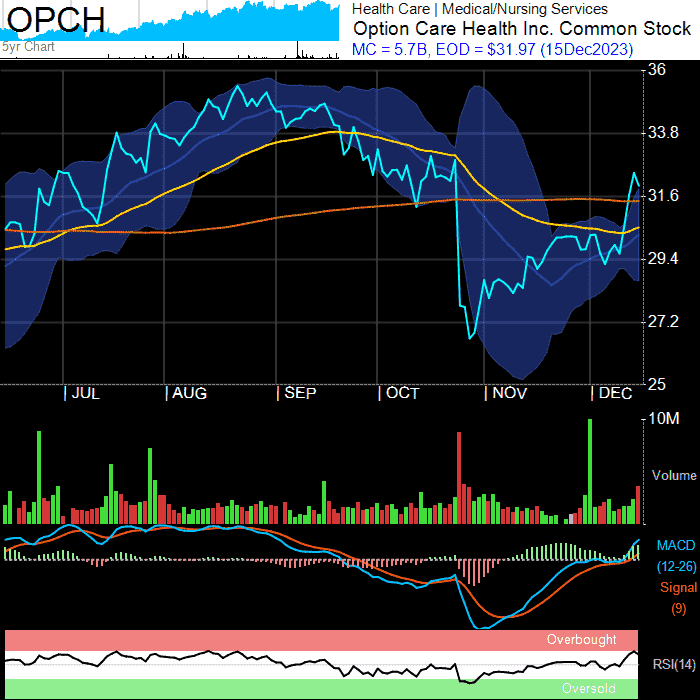 OPCH
5yr Chart
Health Care | Medical/Nursing Services
Option Care Health Inc. Common Stock
MC = 5.7B, EOD = $31.97 (15Dec2023)
36
33.8
31.6
29.4
27.2
25
| JUL | AUG | SEP | OCT | NOV | DEC
10M
Volume
MACD
(12-26)
Signal
(9)
Overbought
RSI(14)
Oversold